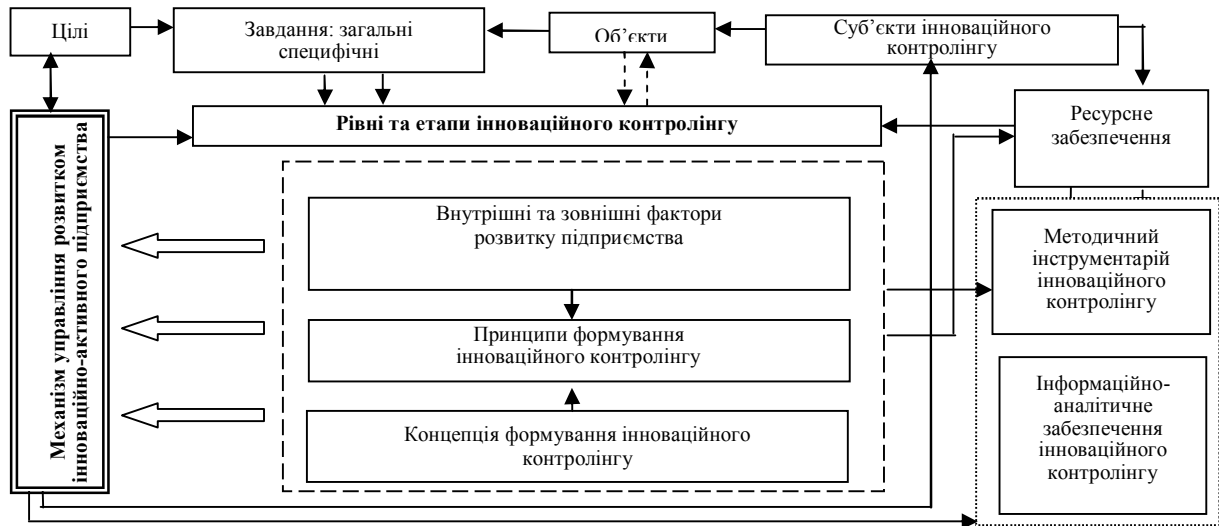 Цілі
Завдання: загальні
специфічні
Об’єкти
Суб’єкти інноваційного
контролінгу
Рівні та етапи інноваційного контролінгу
Ресурсне
забезпечення
Механізм управління розвитком
інноваційно-активного підприємства
Внутрішні та зовнішні фактори
розвитку підприємства
Принципи формування
інноваційного контролінгу
Концепція формування інноваційного
контролінгу
Методичний
інструментарій
інноваційного
контролінгу
Інформаційно-
аналітичне
забезпечення
інноваційного
контролінгу